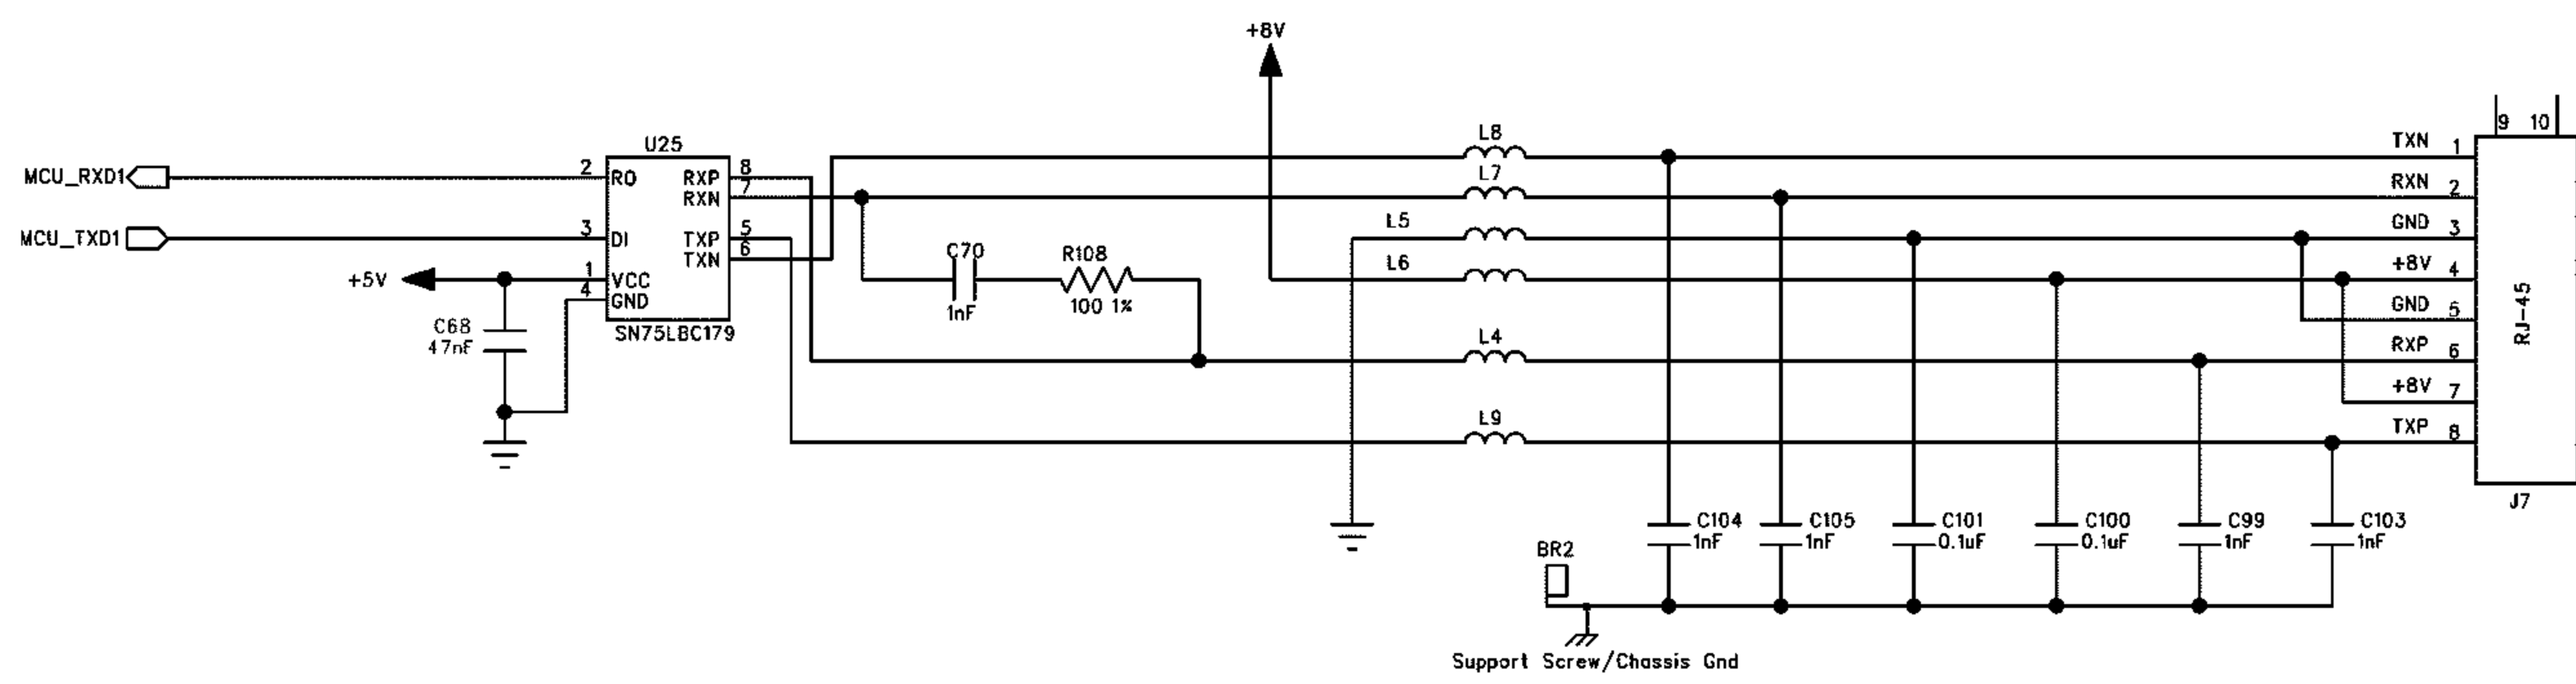 +8V
9 10
U25
L8
TXN 1
MCU_RXD1
2 RO
RXP 8
L7
RXN 2
RXN 7
L5
GND 3
MCU_TXD1
3 DI
TXP 5
TXN 6
C70
R108
L6
+8V 4
+5V
1 VCC
4 GND
1nF
100 1%
GND 5
RJ-45
C68
47nF
SN75LBC179
L4
RXP 6
+8V 7
L9
TXP 8
J7
C104
1nF
C105
1nF
C101
0.1uF
C100
0.1uF
C99
1nF
C103
1nF
BR2
Support Screw/Chassis Gnd